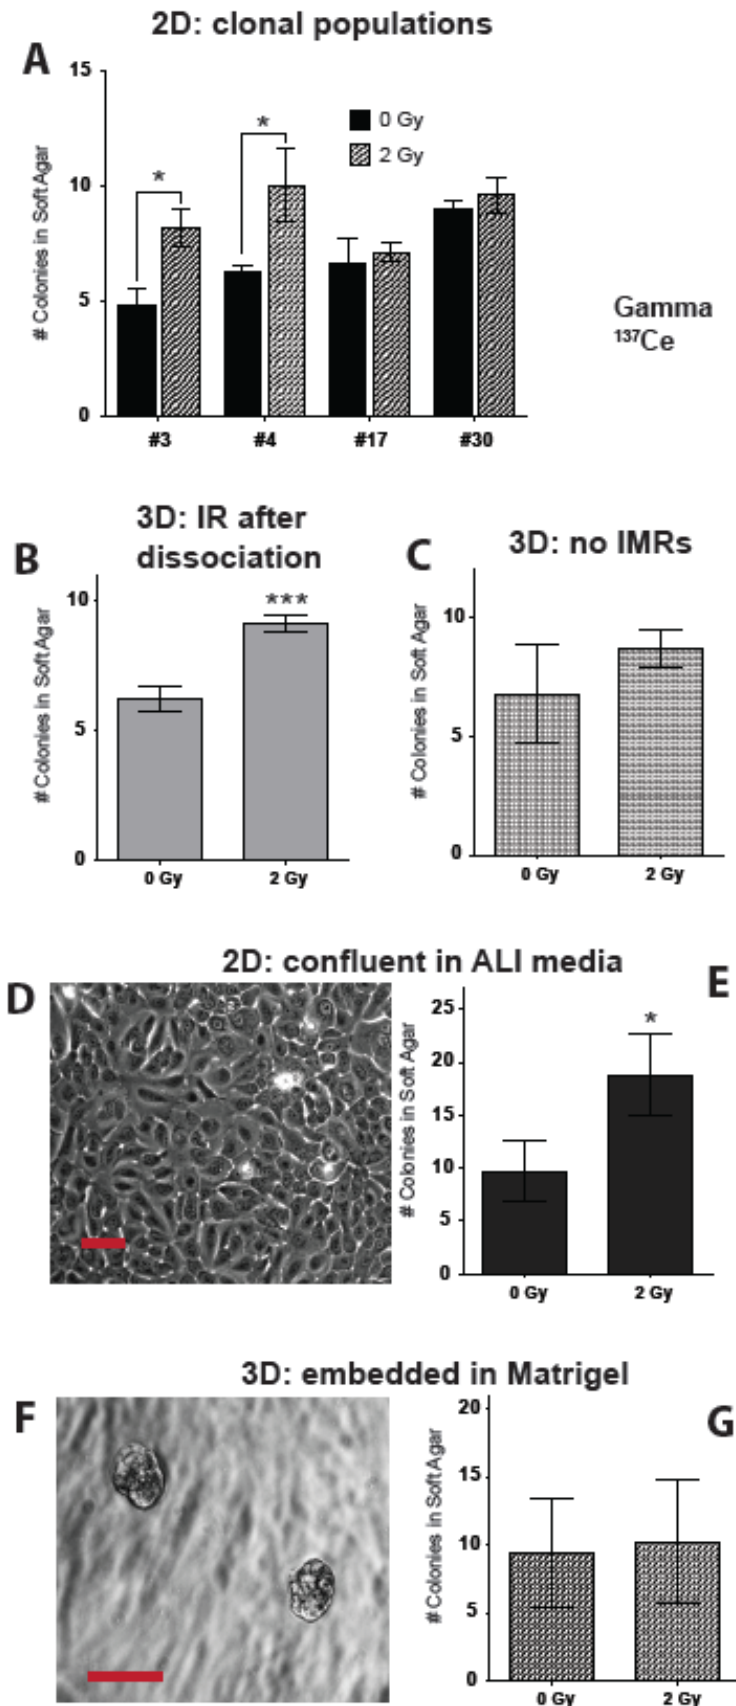 2D: clonal populations
A
15
10
5
0
# Colonies in Soft Agar
*
*
0 Gy
2 Gy
#3 #4 #17 #30
Gamma
¹³⁷Ce
B
3D: IR after
dissociation
10
5
0
# Colonies in Soft Agar
***
0 Gy 2 Gy
C
3D: no IMRs
10
5
0
# Colonies in Soft Agar
0 Gy 2 Gy
2D: confluent in ALI media
D
E
25
20
15
10
5
0
# Colonies in Soft Agar
*
0 Gy 2 Gy
3D: embedded in Matrigel
F
G
20
15
10
5
0
# Colonies in Soft Agar
0 Gy 2 Gy